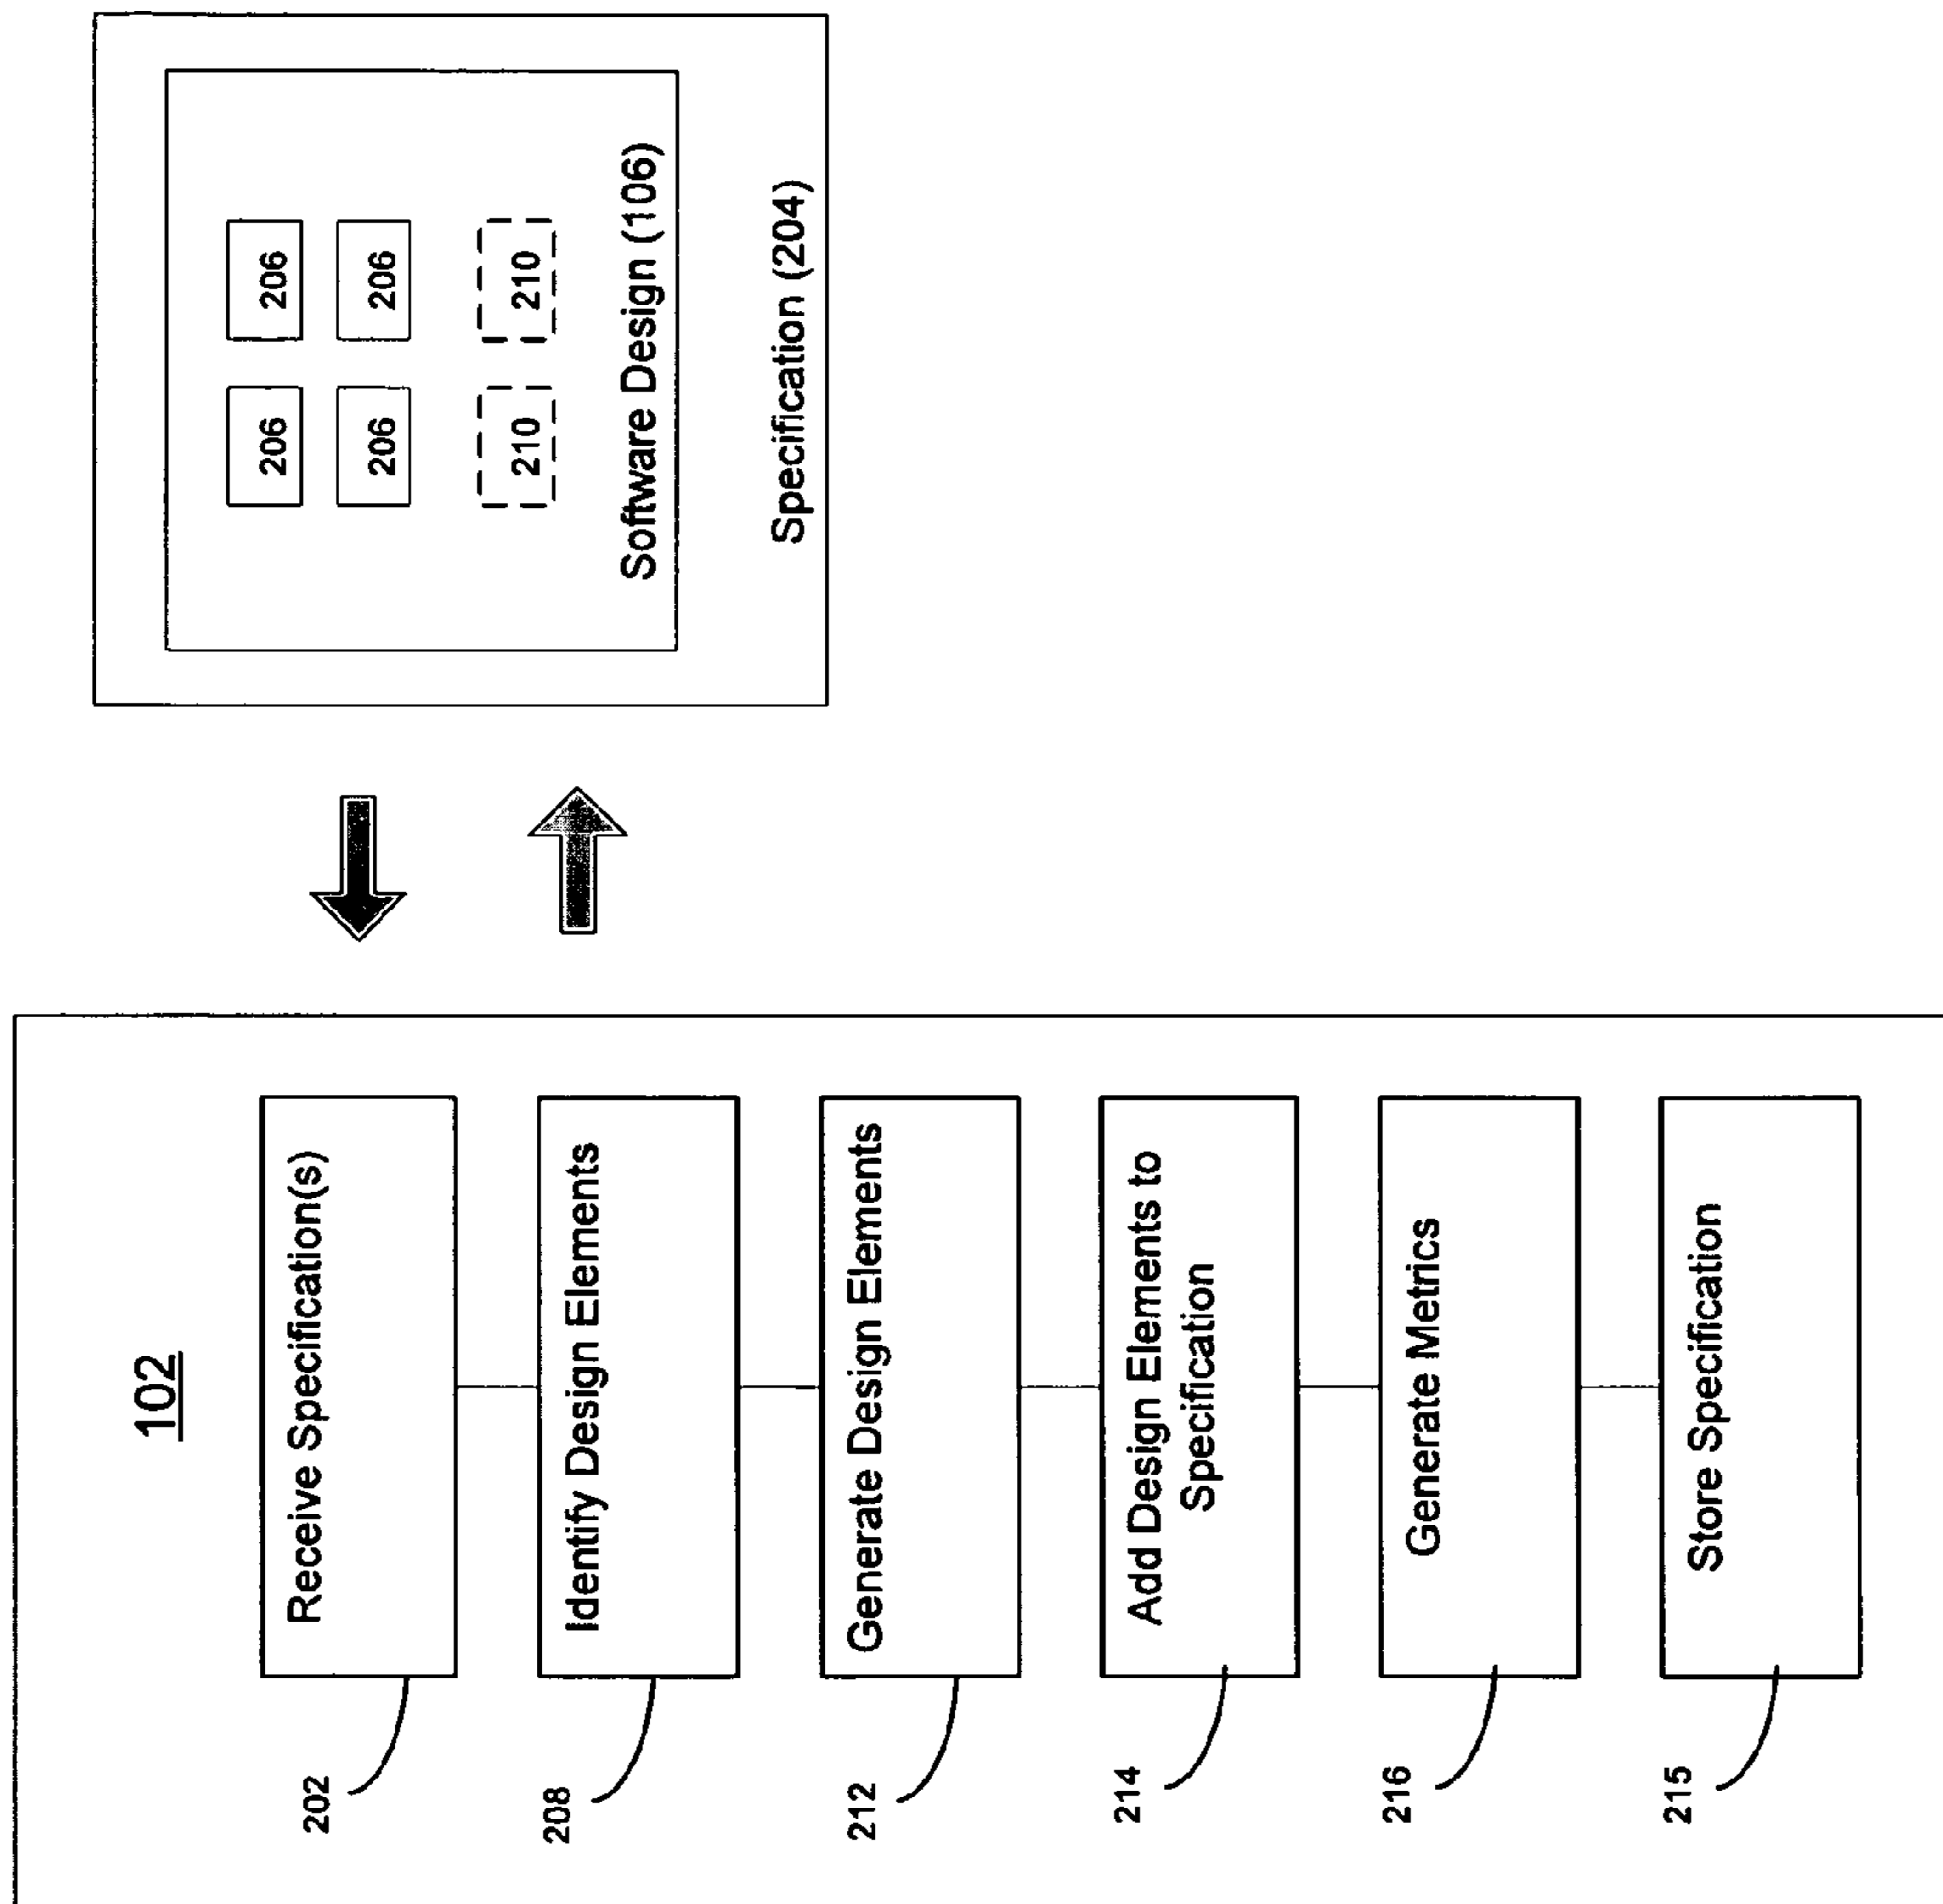 102
Receive Specification(s)
202
Identify Design Elements
208
Generate Design Elements
212
Add Design Elements to
Specification
214
Generate Metrics
216
Store Specification
215
206
206
206
206
210
210
Software Design (106)
Specification (204)